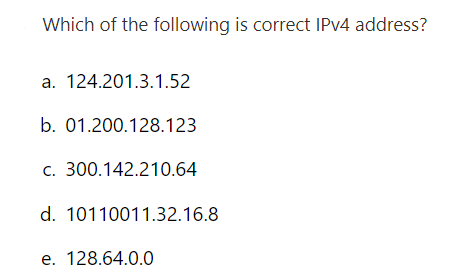 Which of the following is correct IPv4 address?
a. 124.201.3.1.52
b. 01.200.128.123
c. 300.142.210.64
d. 10110011.32.16.8
e. 128.64.0.0